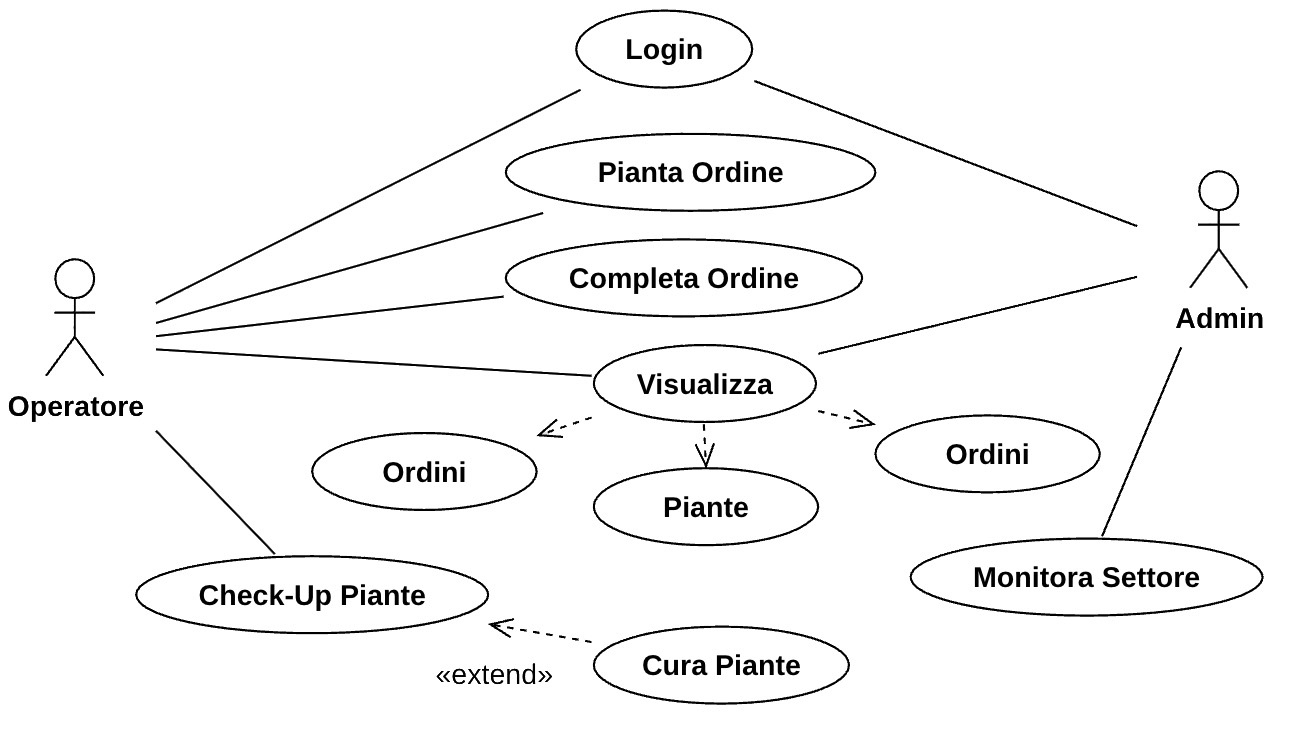 Login
Pianta Ordine
Completa Ordine
Admin
Visualizza
Operatore
Ordini
Ordini
Piante
Monitora Settore
Check-Up Piante
Cura Piante
«extend»